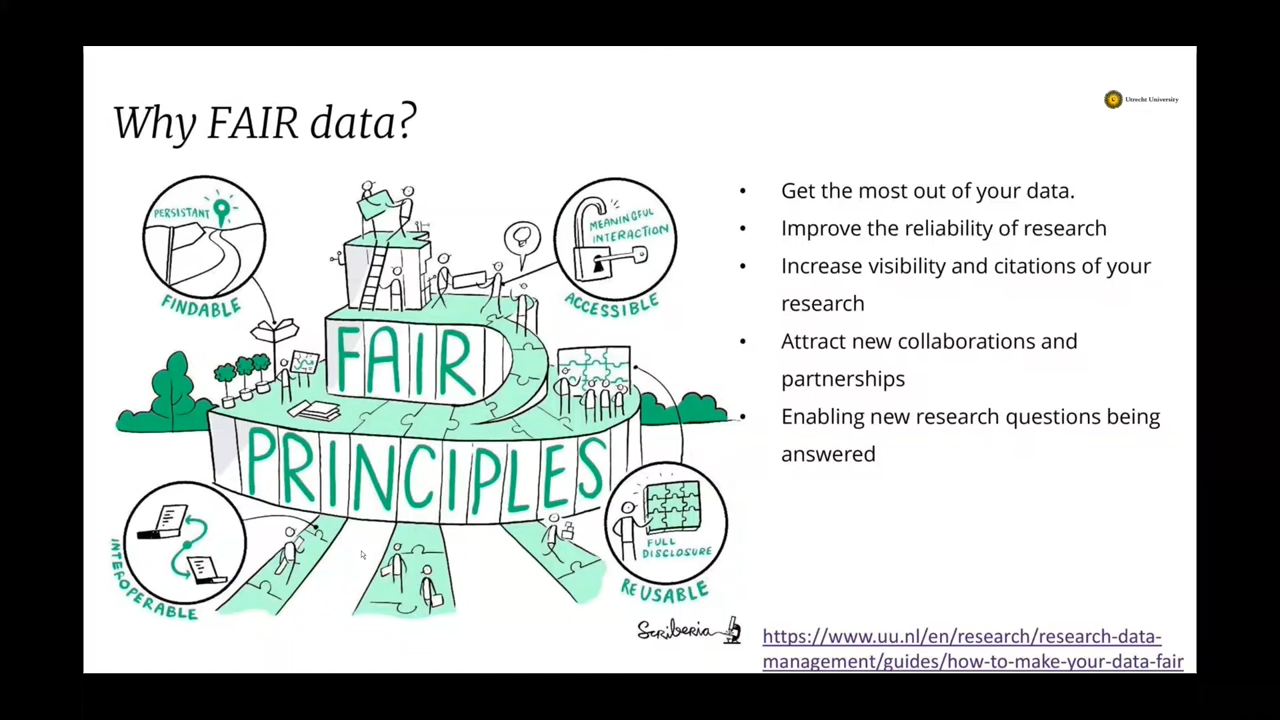 Why FAIR data?
Utrecht University
PERSISTANT
FINDABLE
MEANINGFUL
INTERACTION
ACCESSIBLE
FAIR
PRINCIPLES
INTEROPERABLE
FULL
DISCLOSURE
REUSABLE
Scriberia
• Get the most out of your data.
• Improve the reliability of research
• Increase visibility and citations of your
research
• Attract new collaborations and
partnerships
• Enabling new research questions being
answered
https://www.uu.nl/en/research/research-data-
management/guides/how-to-make-your-data-fair